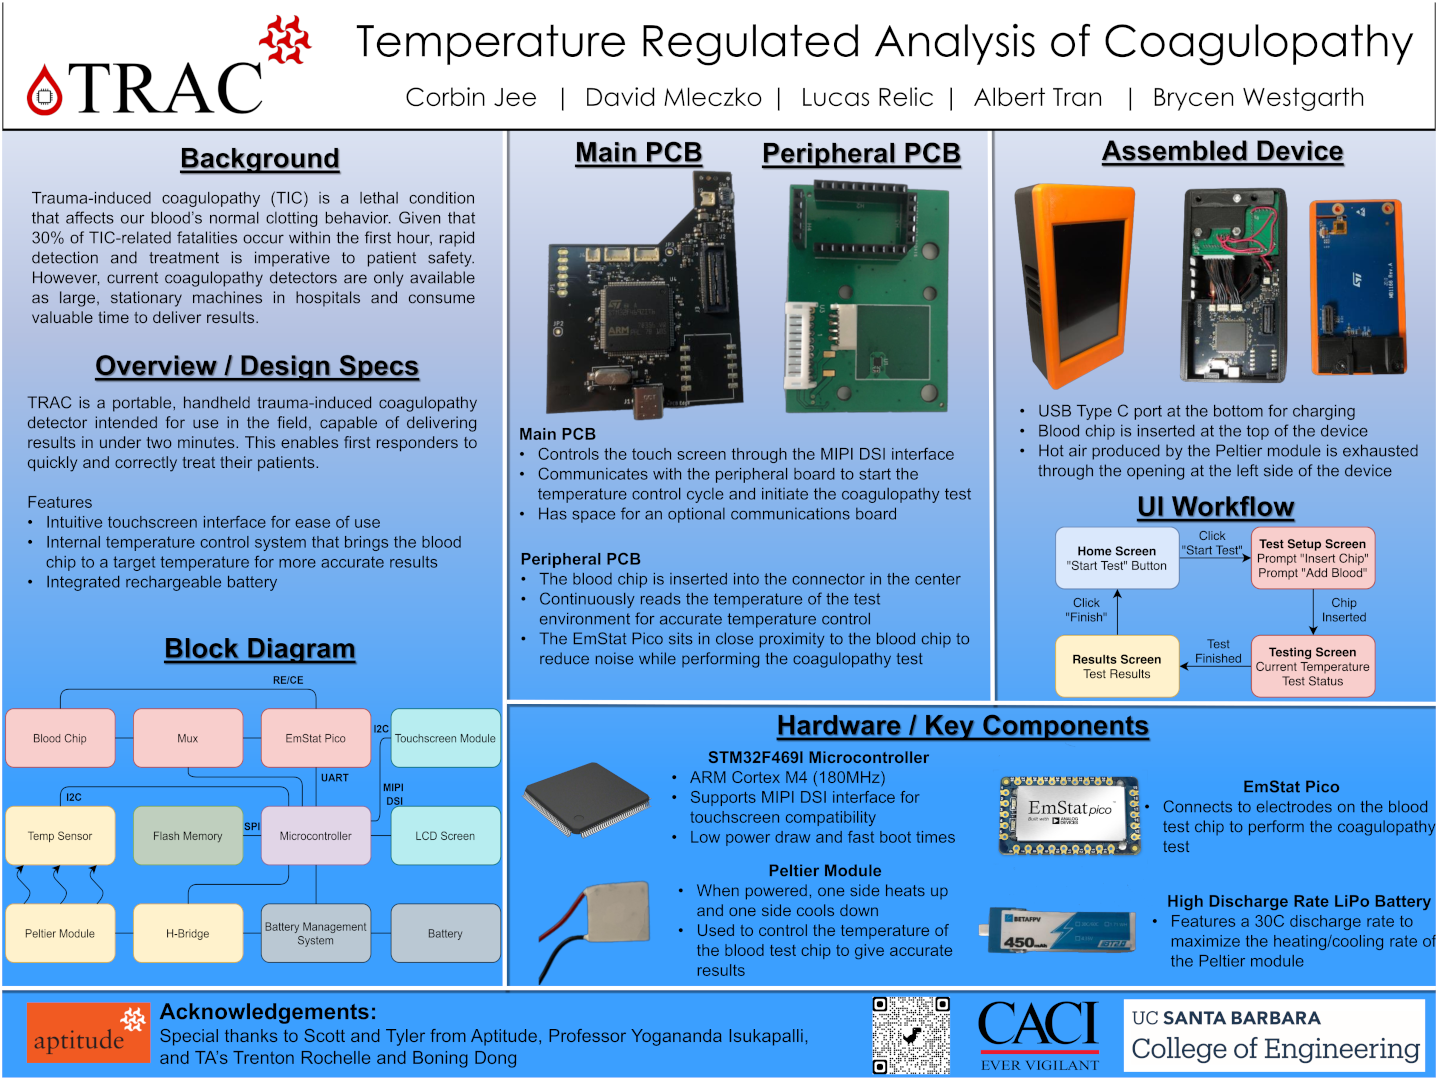 TRAC
Temperature Regulated Analysis of Coagulopathy
Corbin Jee | David Mleczko | Lucas Relic | Albert Tran | Brycen Westgarth
Background
Trauma-induced coagulopathy (TIC) is a lethal condition
that affects our blood's normal clotting behavior. Given that
30% of TIC-related fatalities occur within the first hour, rapid
detection and treatment is imperative to patient safety.
However, current coagulopathy detectors are only available
as large, stationary machines in hospitals and consume
valuable time to deliver results.
Overview / Design Specs
TRAC is a portable, handheld trauma-induced coagulopathy
detector intended for use in the field, capable of delivering
results in under two minutes. This enables first responders to
quickly and correctly treat their patients.
Features
• Intuitive touchscreen interface for ease of use
• Internal temperature control system that brings the blood
chip to a target temperature for more accurate results
• Integrated rechargeable battery
Block Diagram
RE/CE
Blood Chip
Mux
EmStat Pico
I2C
Touchscreen Module
UART
MIPI
DSI
I2C
Temp Sensor
Flash Memory
SPI
Microcontroller
LCD Screen
Peltier Module
H-Bridge
Battery Management
System
Battery
Main PCB
Peripheral PCB
ARM
Main PCB
• Controls the touch screen through the MIPI DSI interface
• Communicates with the peripheral board to start the
temperature control cycle and initiate the coagulopathy test
• Has space for an optional communications board
Peripheral PCB
• The blood chip is inserted into the connector in the center
• Continuously reads the temperature of the test
environment for accurate temperature control
• The EmStat Pico sits in close proximity to the blood chip to
reduce noise while performing the coagulopathy test
Assembled Device
• USB Type C port at the bottom for charging
• Blood chip is inserted at the top of the device
• Hot air produced by the Peltier module is exhausted
through the opening at the left side of the device
UI Workflow
Home Screen
"Start Test" Button
Click
"Start Test"
Test Setup Screen
Prompt "Insert Chip"
Prompt "Add Blood"
Click
"Finish"
Chip
Inserted
Results Screen
Test Results
Test
Finished
Testing Screen
Current Temperature
Test Status
Hardware / Key Components
STM32F469I Microcontroller
• ARM Cortex M4 (180MHz)
• Supports MIPI DSI interface for
touchscreen compatibility
• Low power draw and fast boot times
Peltier Module
• When powered, one side heats up
and one side cools down
• Used to control the temperature of
the blood test chip to give accurate
results
EmStat pico
Built with ANALOG
DEVICES
EmStat Pico
• Connects to electrodes on the blood
test chip to perform the coagulopathy
test
BETAFPV
450mAh
High Discharge Rate LiPo Battery
• Features a 30C discharge rate to
maximize the heating/cooling rate of
the Peltier module
aptitude
Acknowledgements:
Special thanks to Scott and Tyler from Aptitude, Professor Yogananda Isukapalli,
and TA's Trenton Rochelle and Boning Dong
CACI
EVER VIGILANT
UC SANTA BARBARA
College of Engineering